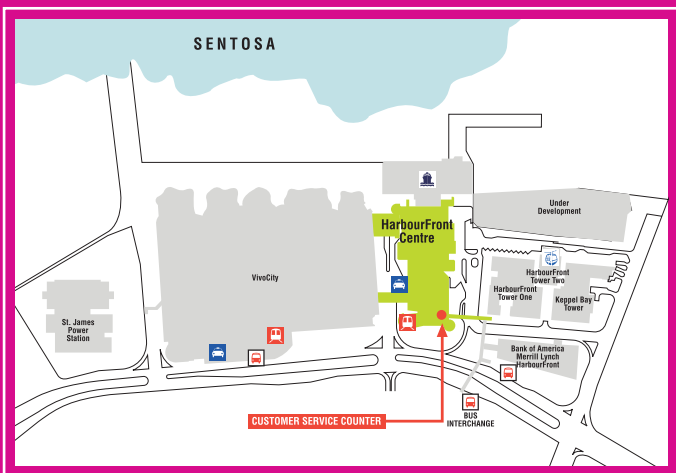 SENTOSA
Under
Development
HarbourFront
Centre
VivoCity
HarbourFront
Tower Two
HarbourFront
Tower One
Keppel Bay
Tower
St. James
Power
Station
Bank of America
Merrill Lynch
HarbourFront
CUSTOMER SERVICE COUNTER
BUS
INTERCHANGE